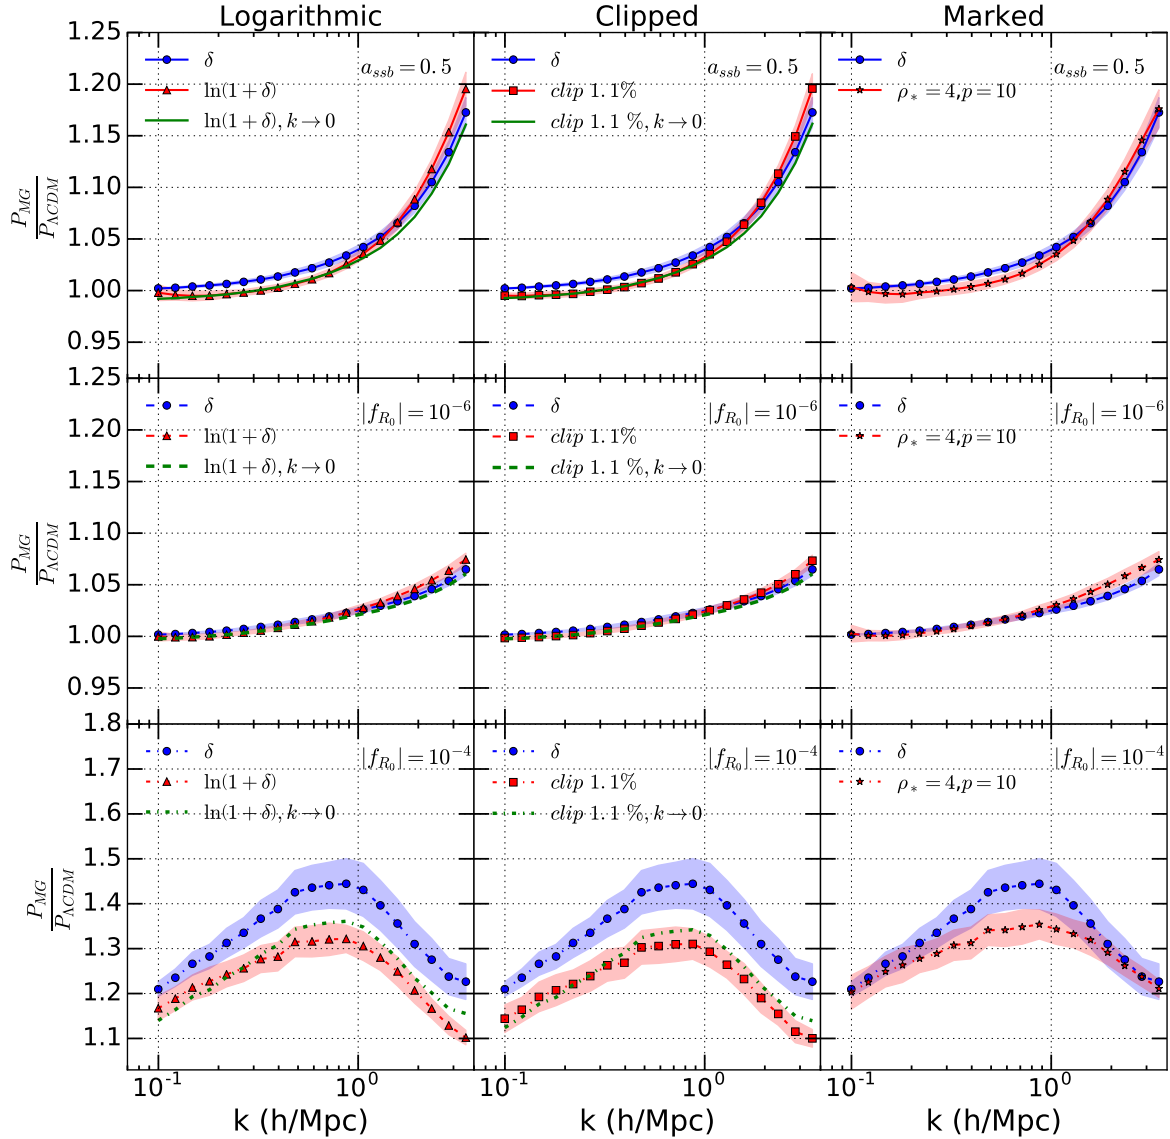 Logarithmic Clipped Marked
1.25
1.20
1.15
1.10
1.05
1.00
0.95
P_MG / P_ΛCDM
δ
ln(1+δ)
ln(1+δ), k→0
a_ssb = 0.5
δ
clip 1.1%
clip 1.1 %, k→0
a_ssb = 0.5
δ
ρ_* = 4, p = 10
a_ssb = 0.5
1.25
1.20
1.15
1.10
1.05
1.00
0.95
P_MG / P_ΛCDM
δ
ln(1+δ)
ln(1+δ), k→0
|f_R₀| = 10⁻⁶
δ
clip 1.1%
clip 1.1 %, k→0
|f_R₀| = 10⁻⁶
δ
ρ_* = 4, p = 10
|f_R₀| = 10⁻⁶
1.8
1.7
1.6
1.5
1.4
1.3
1.2
1.1
P_MG / P_ΛCDM
δ
ln(1+δ)
ln(1+δ), k→0
|f_R₀| = 10⁻⁴
δ
clip 1.1%
clip 1.1 %, k→0
|f_R₀| = 10⁻⁴
δ
ρ_* = 4, p = 10
|f_R₀| = 10⁻⁴
10⁻¹ 10⁰ 10⁻¹ 10⁰ 10⁻¹ 10⁰
k (h/Mpc) k (h/Mpc) k (h/Mpc)